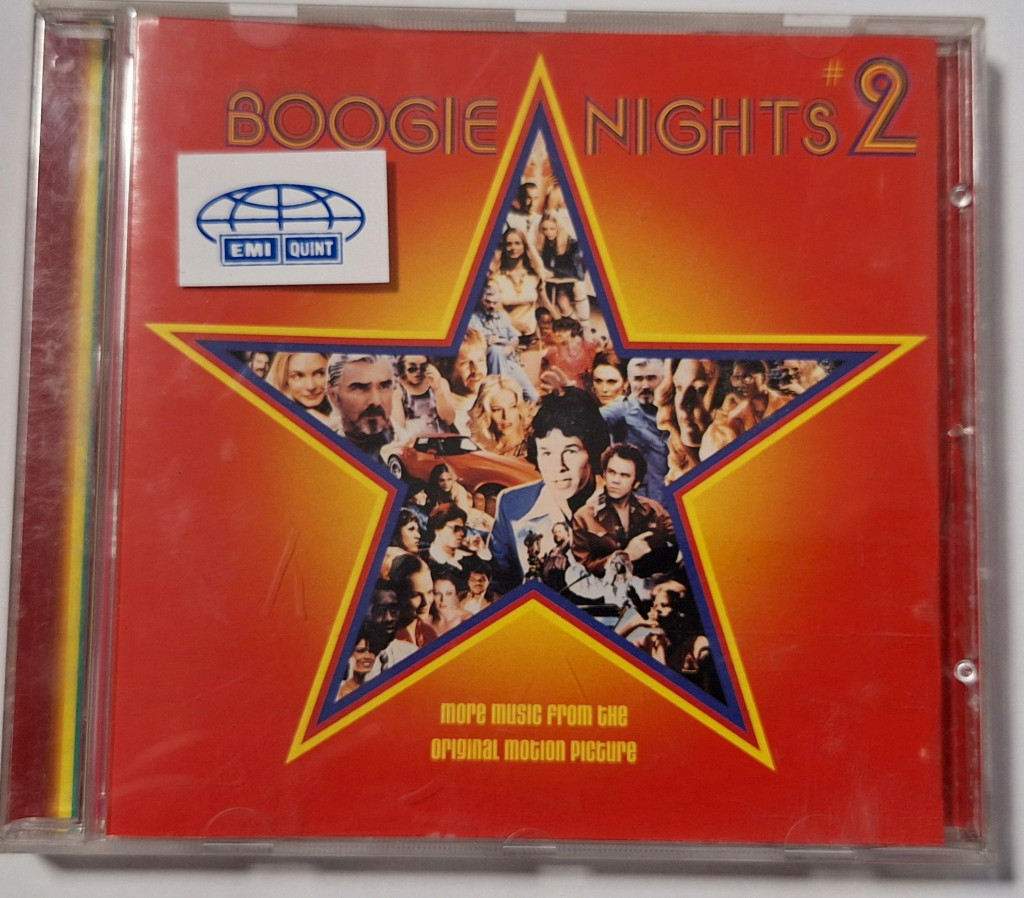 BOOGIE NIGHTS #2
EMI QUINT
more music from the
original motion picture